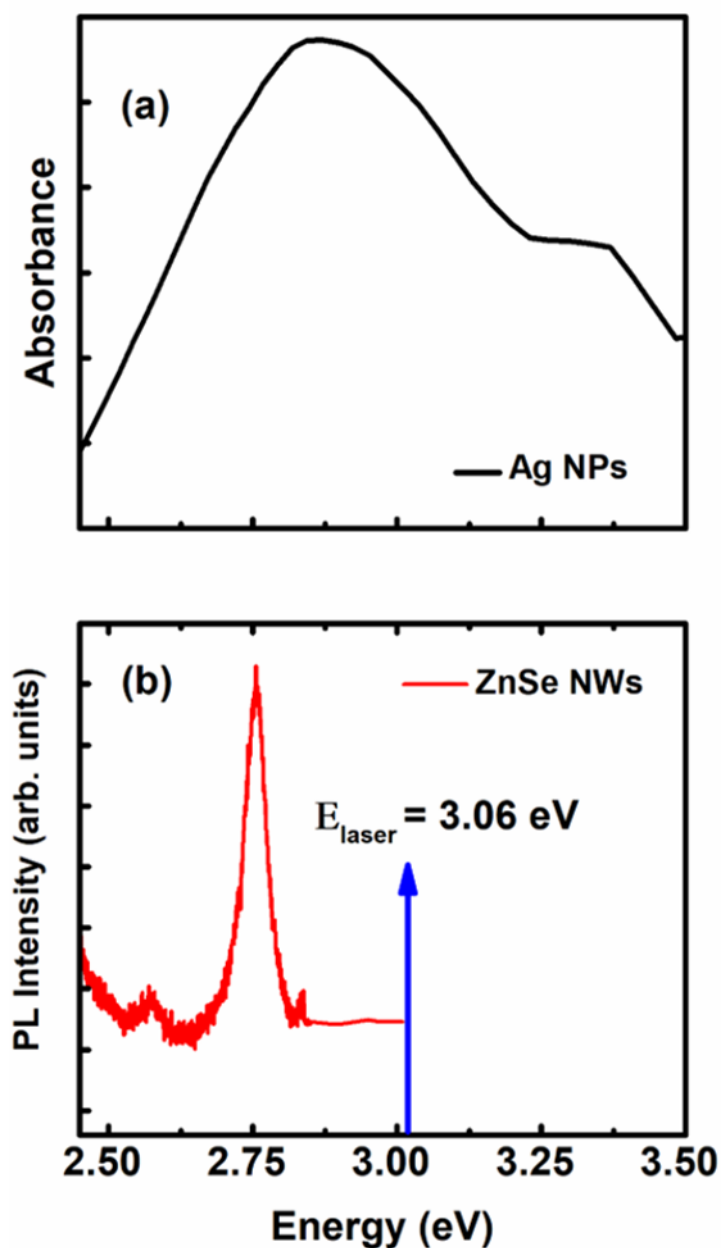 (a)
Absorbance
Ag NPs
(b)
ZnSe NWs
E_laser = 3.06 eV
PL Intensity (arb. units)
2.50 2.75 3.00 3.25 3.50
Energy (eV)